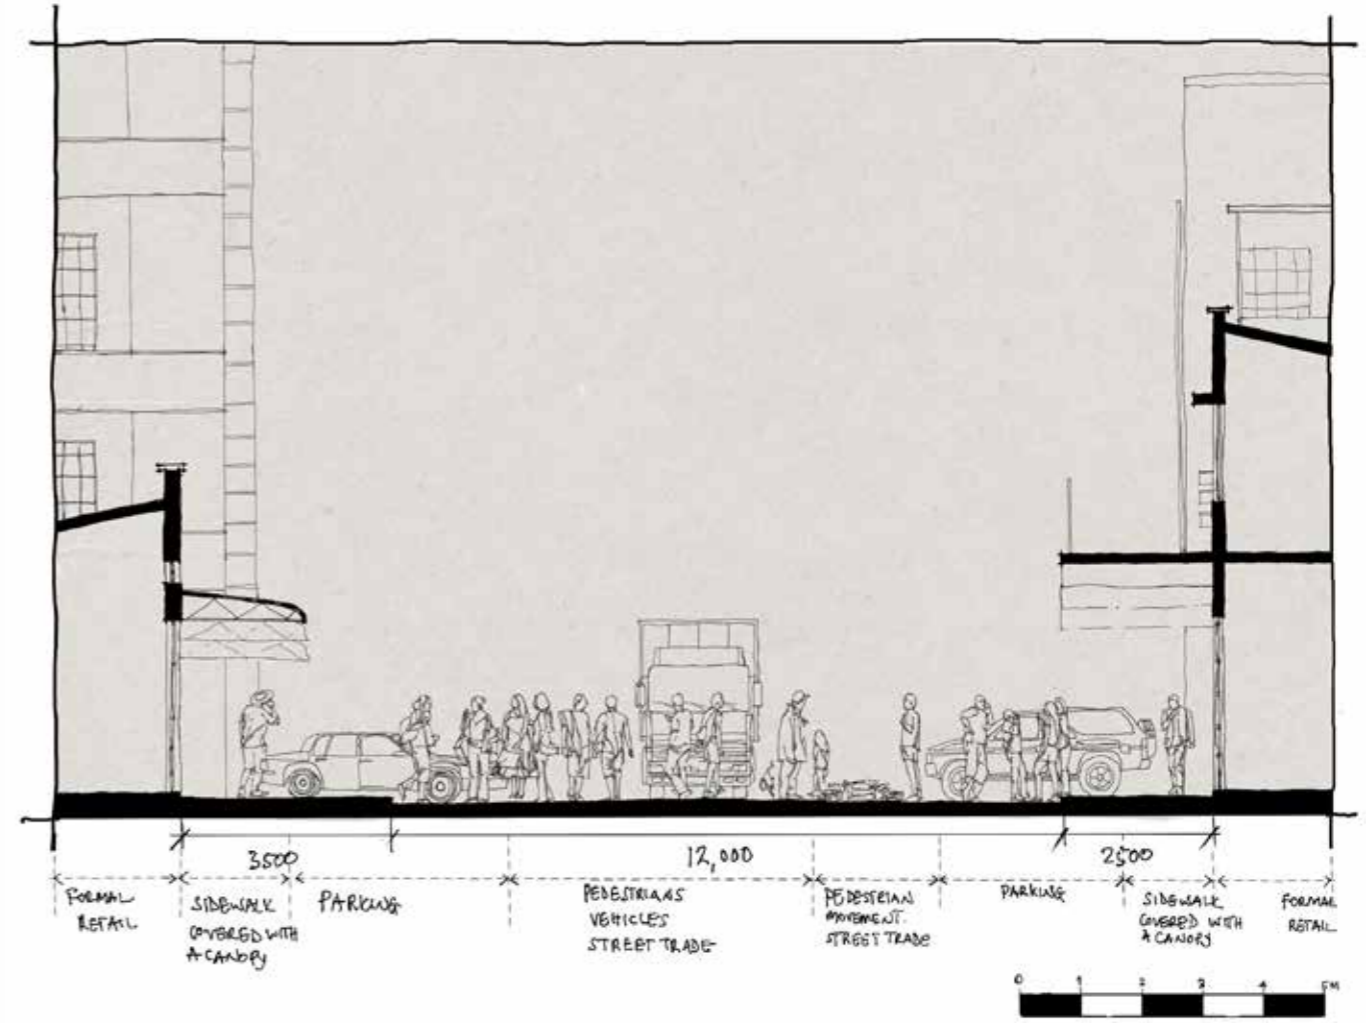 3500
12,000
2500
FORMAL
RETAIL
SIDEWALK
COVERED WITH
A CANOPY
PARKING
PEDESTRIANS
VEHICLES
STREET TRADE
PEDESTRIAN
MOVEMENT.
STREET TRADE
PARKING
SIDEWALK
COVERED WITH
A CANOPY
FORMAL
RETAIL
0 1 2 3 4 5M